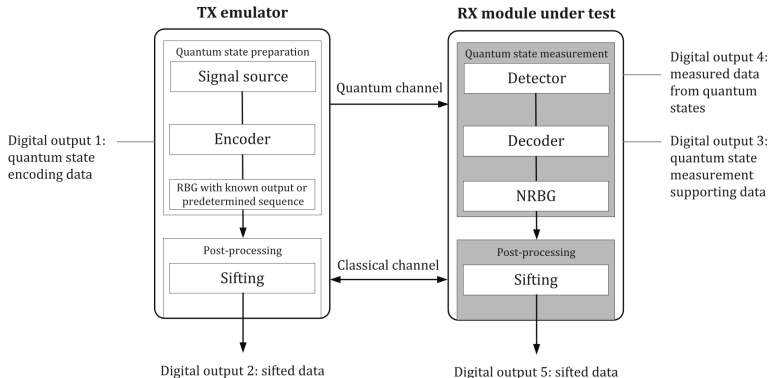 TX emulator
Quantum state preparation
Signal source
Encoder
RBG with known output or
predetermined sequence
Post-processing
Sifting
Digital output 1:
quantum state
encoding data
Digital output 2: sifted data
Quantum channel
Classical channel
RX module under test
Quantum state measurement
Detector
Decoder
NRBG
Post-processing
Sifting
Digital output 4:
measured data
from quantum
states
Digital output 3:
quantum state
measurement
supporting data
Digital output 5: sifted data